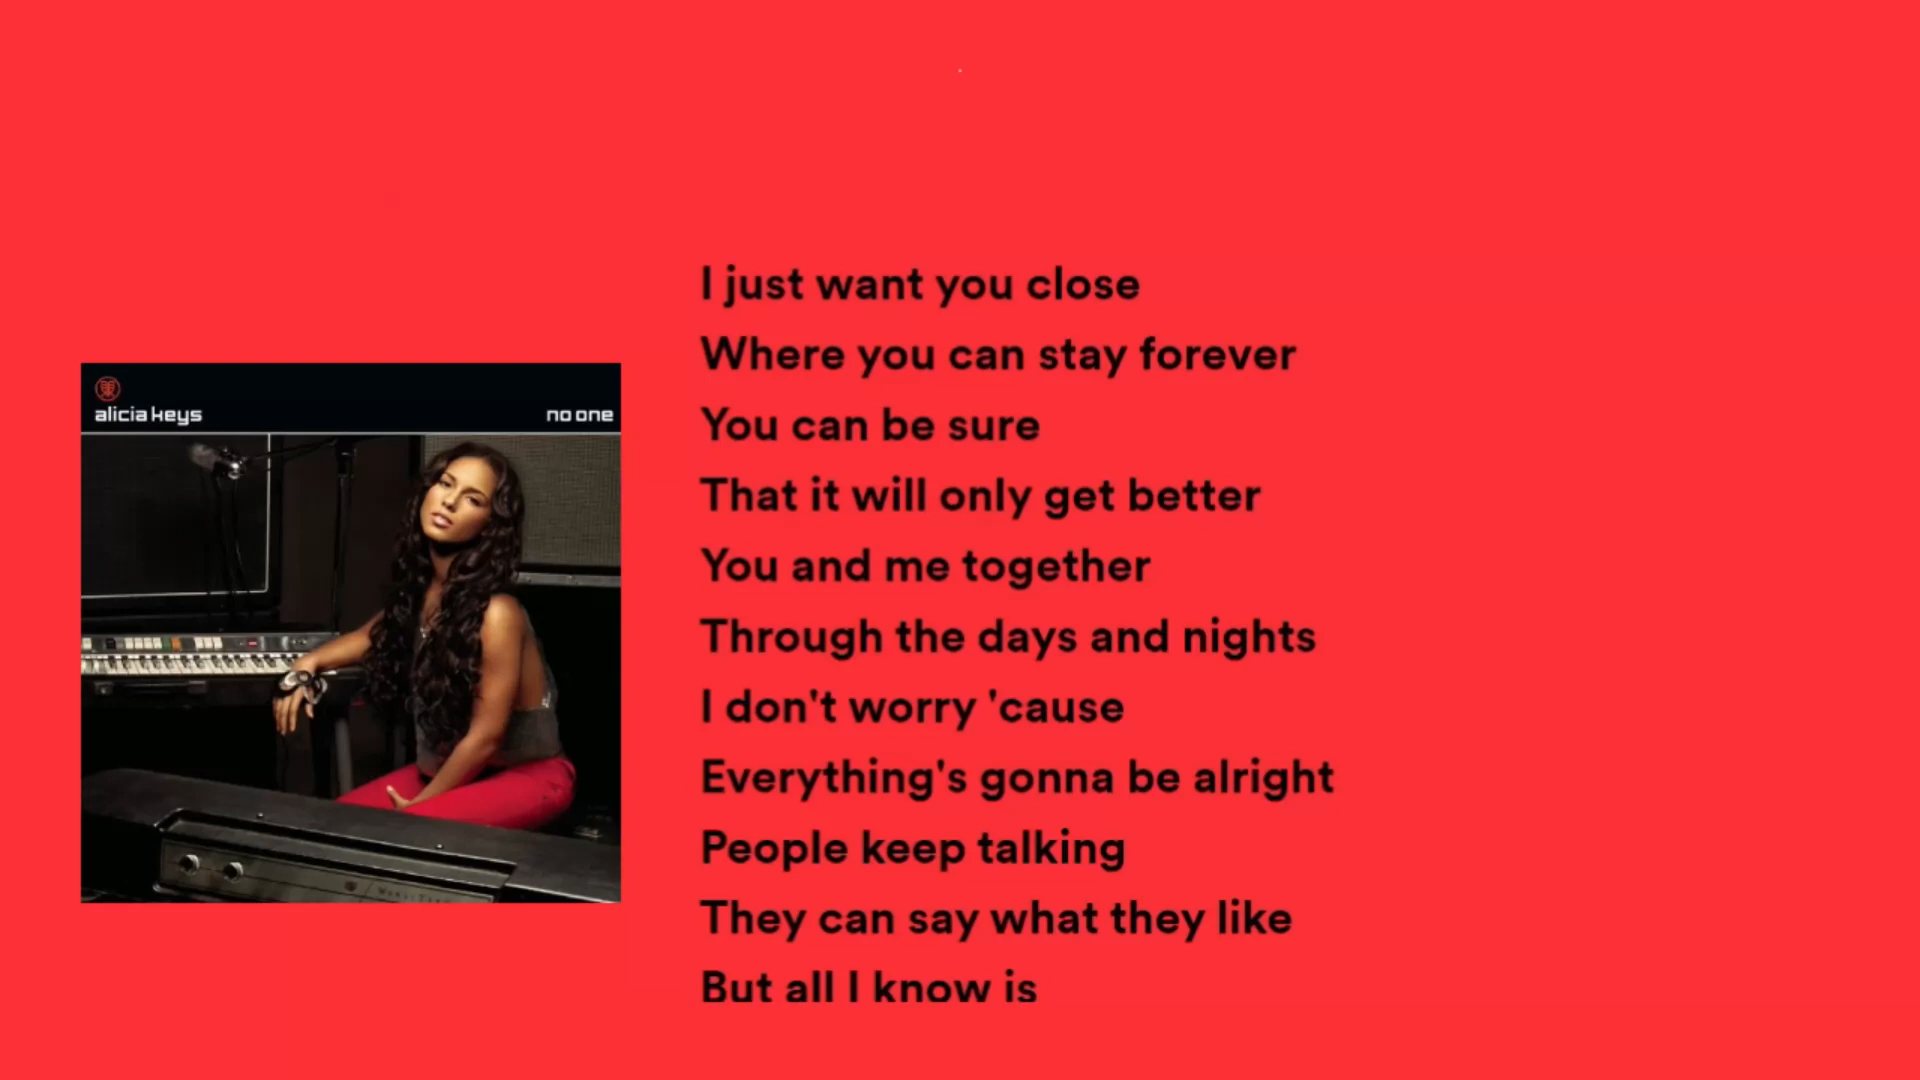 alicia keys
no one
I just want you close
Where you can stay forever
You can be sure
That it will only get better
You and me together
Through the days and nights
I don't worry 'cause
Everything's gonna be alright
People keep talking
They can say what they like
But all I know is